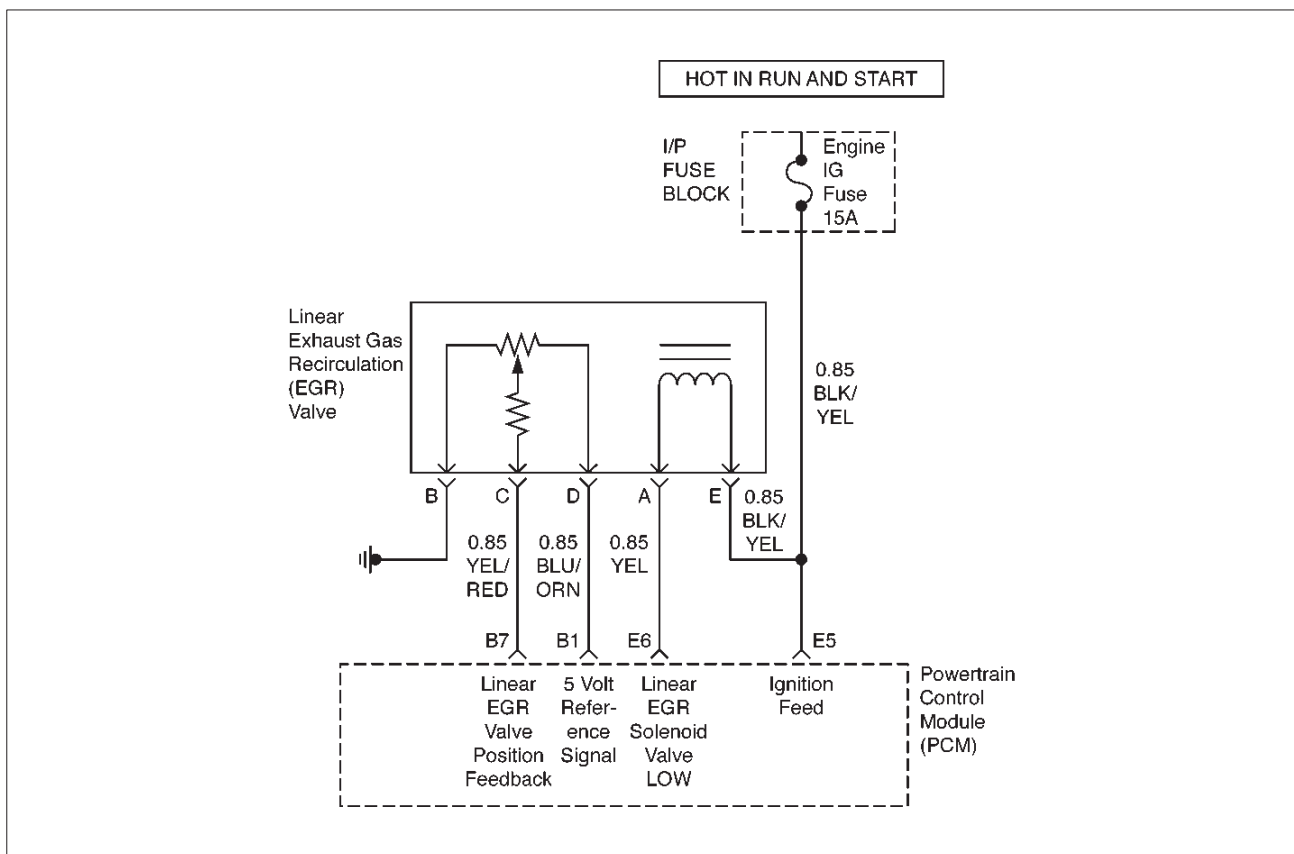 HOT IN RUN AND START
I/P
FUSE
BLOCK
Engine
IG
Fuse
15A
Linear
Exhaust Gas
Recirculation
(EGR)
Valve
0.85
BLK/
YEL
B
C
D
A
E
0.85
BLK/
YEL
0.85
YEL/
RED
0.85
BLU/
ORN
0.85
YEL
B7
B1
E6
E5
Linear
EGR
Valve
Position
Feedback
5 Volt
Refer-
ence
Signal
Linear
EGR
Solenoid
Valve
LOW
Ignition
Feed
Powertrain
Control
Module
(PCM)